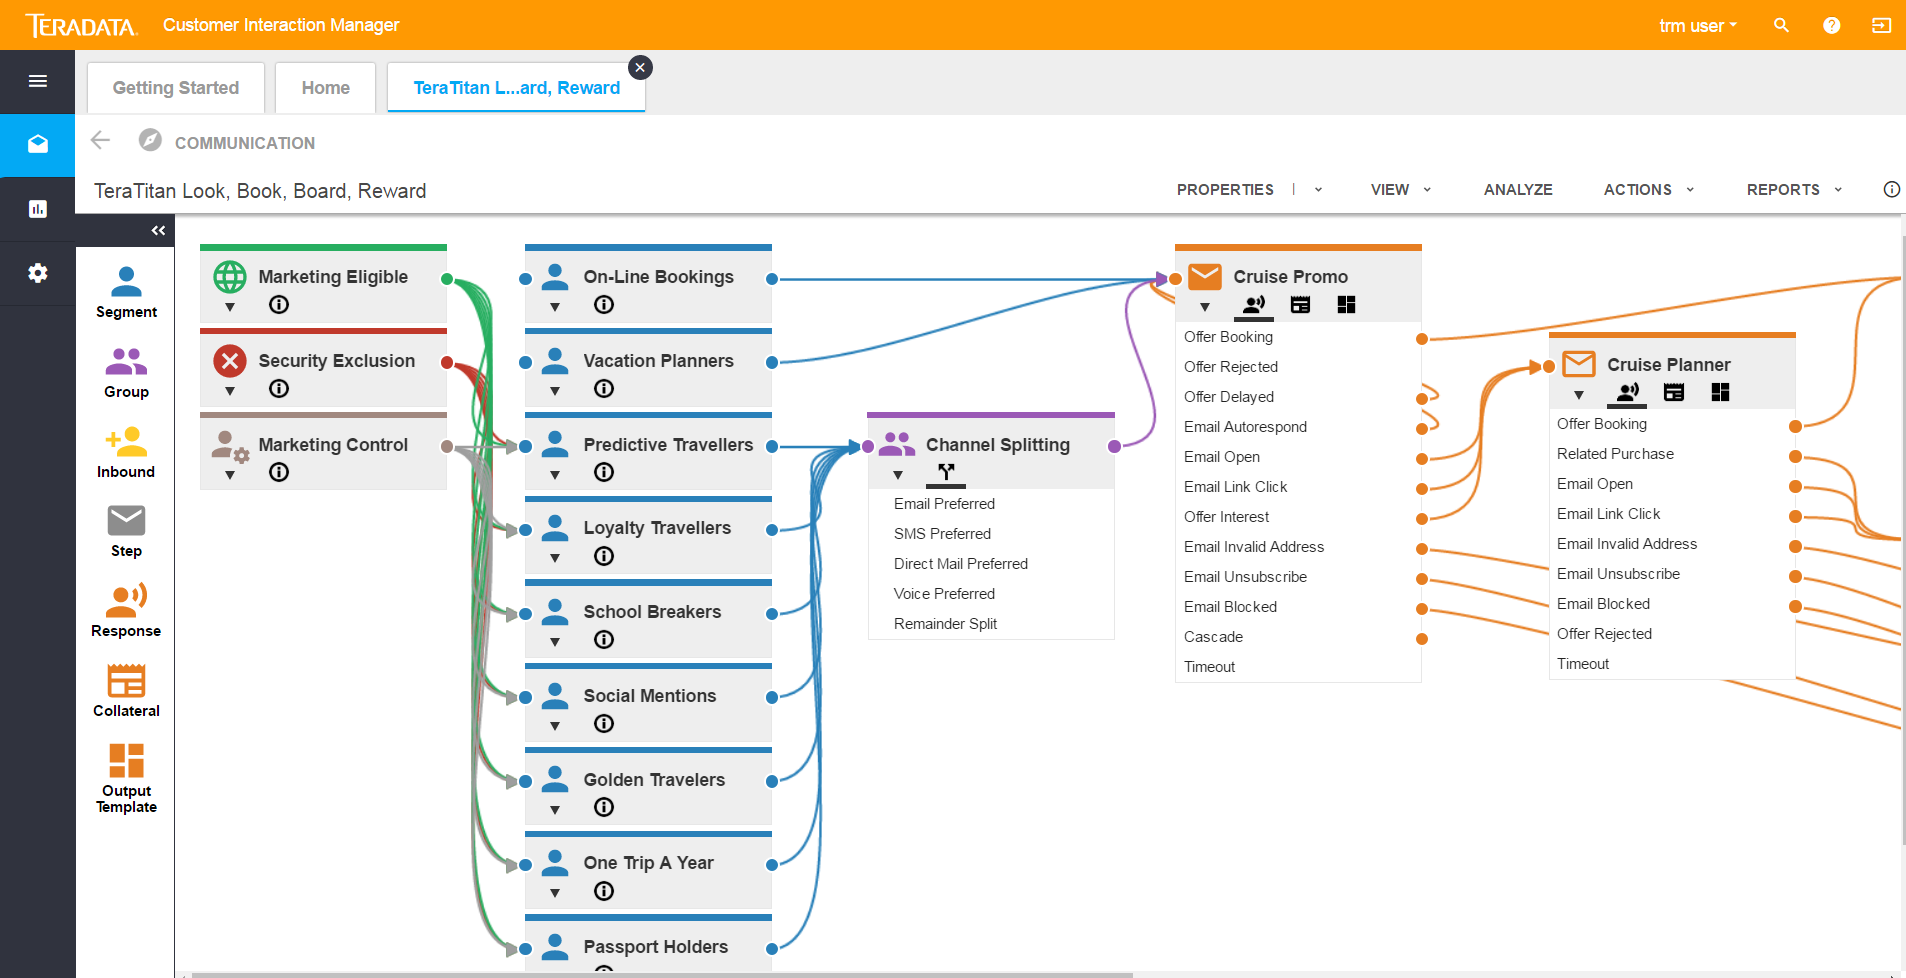 TERADATA. Customer Interaction Manager
trm user
Getting Started
Home
TeraTitan L...ard, Reward
COMMUNICATION
TeraTitan Look, Book, Board, Reward
PROPERTIES
VIEW
ANALYZE
ACTIONS
REPORTS
Segment
Group
Inbound
Step
Response
Collateral
Output
Template
Marketing Eligible
Security Exclusion
Marketing Control
On-Line Bookings
Vacation Planners
Predictive Travellers
Loyalty Travellers
School Breakers
Social Mentions
Golden Travelers
One Trip A Year
Passport Holders
Channel Splitting
Email Preferred
SMS Preferred
Direct Mail Preferred
Voice Preferred
Remainder Split
Cruise Promo
Offer Booking
Offer Rejected
Offer Delayed
Email Autorespond
Email Open
Email Link Click
Offer Interest
Email Invalid Address
Email Unsubscribe
Email Blocked
Cascade
Timeout
Cruise Planner
Offer Booking
Related Purchase
Email Open
Email Link Click
Email Invalid Address
Email Unsubscribe
Email Blocked
Offer Rejected
Timeout